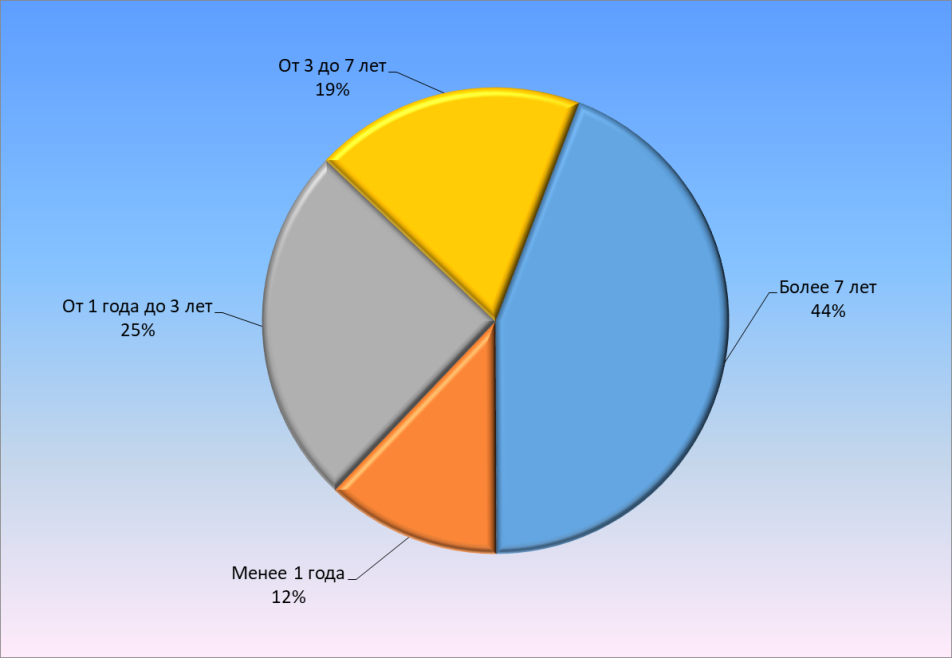 От 3 до 7 лет
19%
Более 7 лет
44%
От 1 года до 3 лет
25%
Менее 1 года
12%